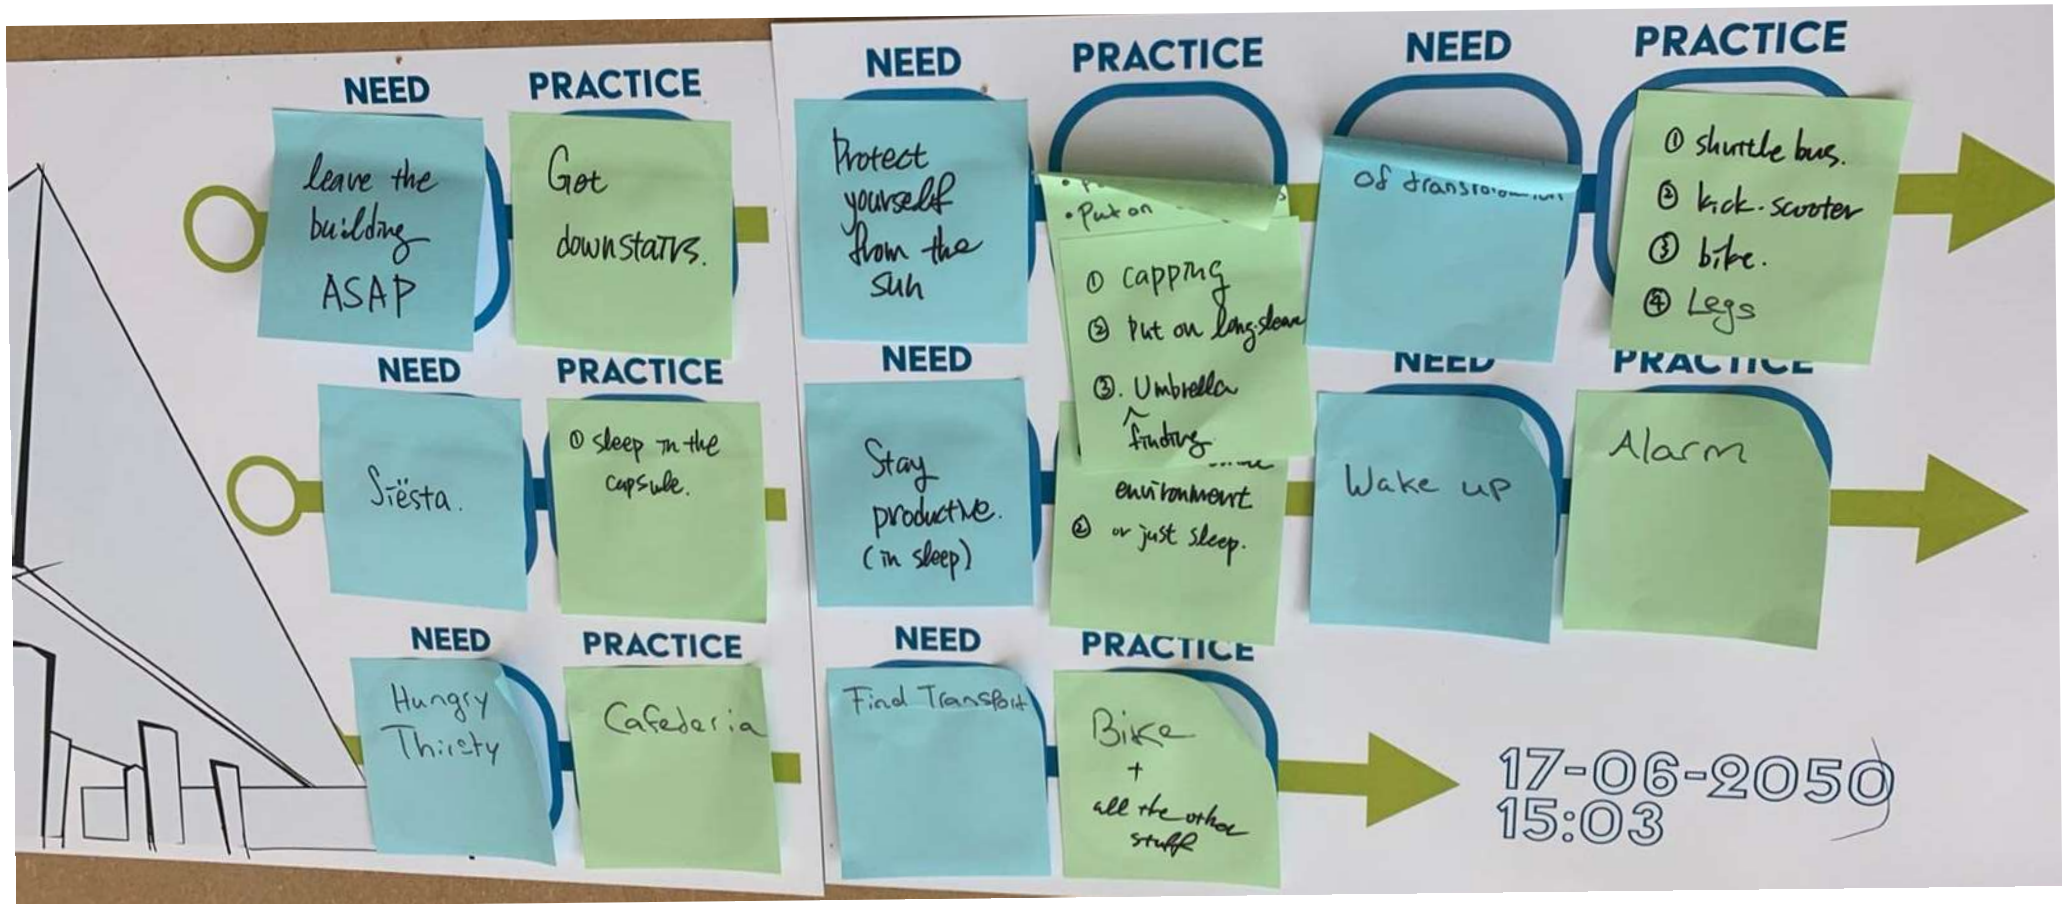 NEED
PRACTICE
NEED
PRACTICE
NEED
PRACTICE
leave the
building
ASAP
Got
downstairs.
Protect
yourself
from the
sun
• Put on
① capping
② Put on long-sleave
③. Umbrella
finding
Of
① shuttle bus.
② kick-scooter
③ bike.
④ Legs
NEED
PRACTICE
NEED
NEED
PRACTICE
Siësta.
① sleep in the
capsule.
Stay
productive.
(in sleep)
environment
② or just sleep.
Wake up
Alarm
NEED
PRACTICE
NEED
PRACTICE
Hungry
Thirsty
Cafederia
Find Transport
Bike
+
all the other
stuff
17-06-2050
15:03